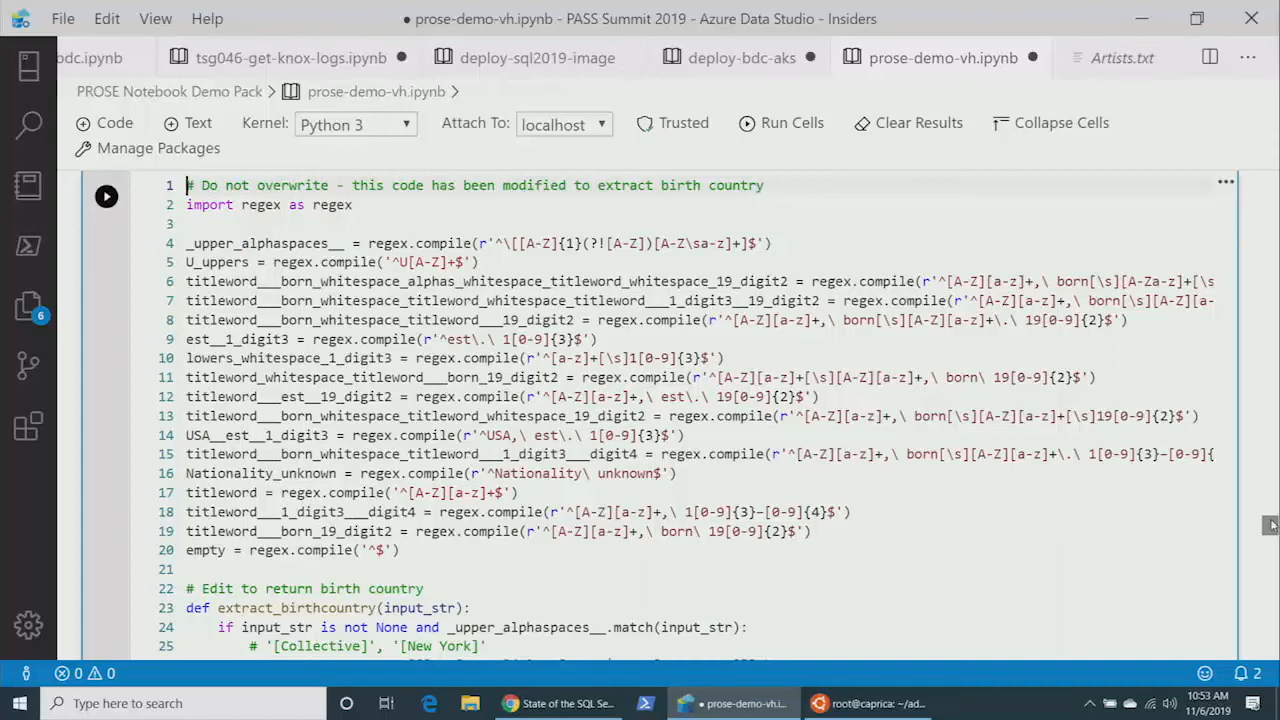 File Edit View Help ● prose-demo-vh.ipynb - PASS Summit 2019 - Azure Data Studio - Insiders
bdc.ipynb tsg046-get-knox-logs.ipynb ● deploy-sql2019-image deploy-bdc-aks ● prose-demo-vh.ipynb ● Artists.txt
PROSE Notebook Demo Pack > prose-demo-vh.ipynb >
Code Text Kernel: Python 3 Attach To: localhost Trusted Run Cells Clear Results Collapse Cells
Manage Packages
1 # Do not overwrite - this code has been modified to extract birth country
2 import regex as regex
3
4 _upper_alphaspaces__ = regex.compile(r'^\[[A-Z]{1}(?![A-Z])[A-Z\sa-z]+]$')
5 U_uppers = regex.compile('^U[A-Z]+$')
6 titleword___born_whitespace_alphas_whitespace_titleword_whitespace_19_digit2 = regex.compile(r'^[A-Z][a-z]+,\ born[\s][A-Za-z]+[\s
7 titleword___born_whitespace_titleword_whitespace_titleword___1_digit3__19_digit2 = regex.compile(r'^[A-Z][a-z]+,\ born[\s][A-Z][a-
8 titleword___born_whitespace_titleword___19_digit2 = regex.compile(r'^[A-Z][a-z]+,\ born[\s][A-Z][a-z]+\.\ 19[0-9]{2}$')
9 est__1_digit3 = regex.compile(r'^est\.\ 1[0-9]{3}$')
10 lowers_whitespace_1_digit3 = regex.compile(r'^[a-z]+[\s]1[0-9]{3}$')
11 titleword_whitespace_titleword___born_19_digit2 = regex.compile(r'^[A-Z][a-z]+[\s][A-Z][a-z]+,\ born\ 19[0-9]{2}$')
12 titleword___est__19_digit2 = regex.compile(r'^[A-Z][a-z]+,\ est\.\ 19[0-9]{2}$')
13 titleword___born_whitespace_titleword_whitespace_19_digit2 = regex.compile(r'^[A-Z][a-z]+,\ born[\s][A-Z][a-z]+[\s]19[0-9]{2}$')
14 USA__est__1_digit3 = regex.compile(r'^USA,\ est\.\ 1[0-9]{3}$')
15 titleword___born_whitespace_titleword___1_digit3___digit4 = regex.compile(r'^[A-Z][a-z]+,\ born[\s][A-Z][a-z]+\.\ 1[0-9]{3}–[0-9]{
16 Nationality_unknown = regex.compile(r'^Nationality\ unknown$')
17 titleword = regex.compile('^[A-Z][a-z]+$')
18 titleword___1_digit3___digit4 = regex.compile(r'^[A-Z][a-z]+,\ 1[0-9]{3}–[0-9]{4}$')
19 titleword___born_19_digit2 = regex.compile(r'^[A-Z][a-z]+,\ born\ 19[0-9]{2}$')
20 empty = regex.compile('^$')
21
22 # Edit to return birth country
23 def extract_birthcountry(input_str):
24 if input_str is not None and _upper_alphaspaces__.match(input_str):
25 # '[Collective]', '[New York]'
6
0 0 2
Type here to search State of the SQL Se... ● prose-demo-vh.i... root@caprica: ~/ad... 10:53 AM
11/6/2019